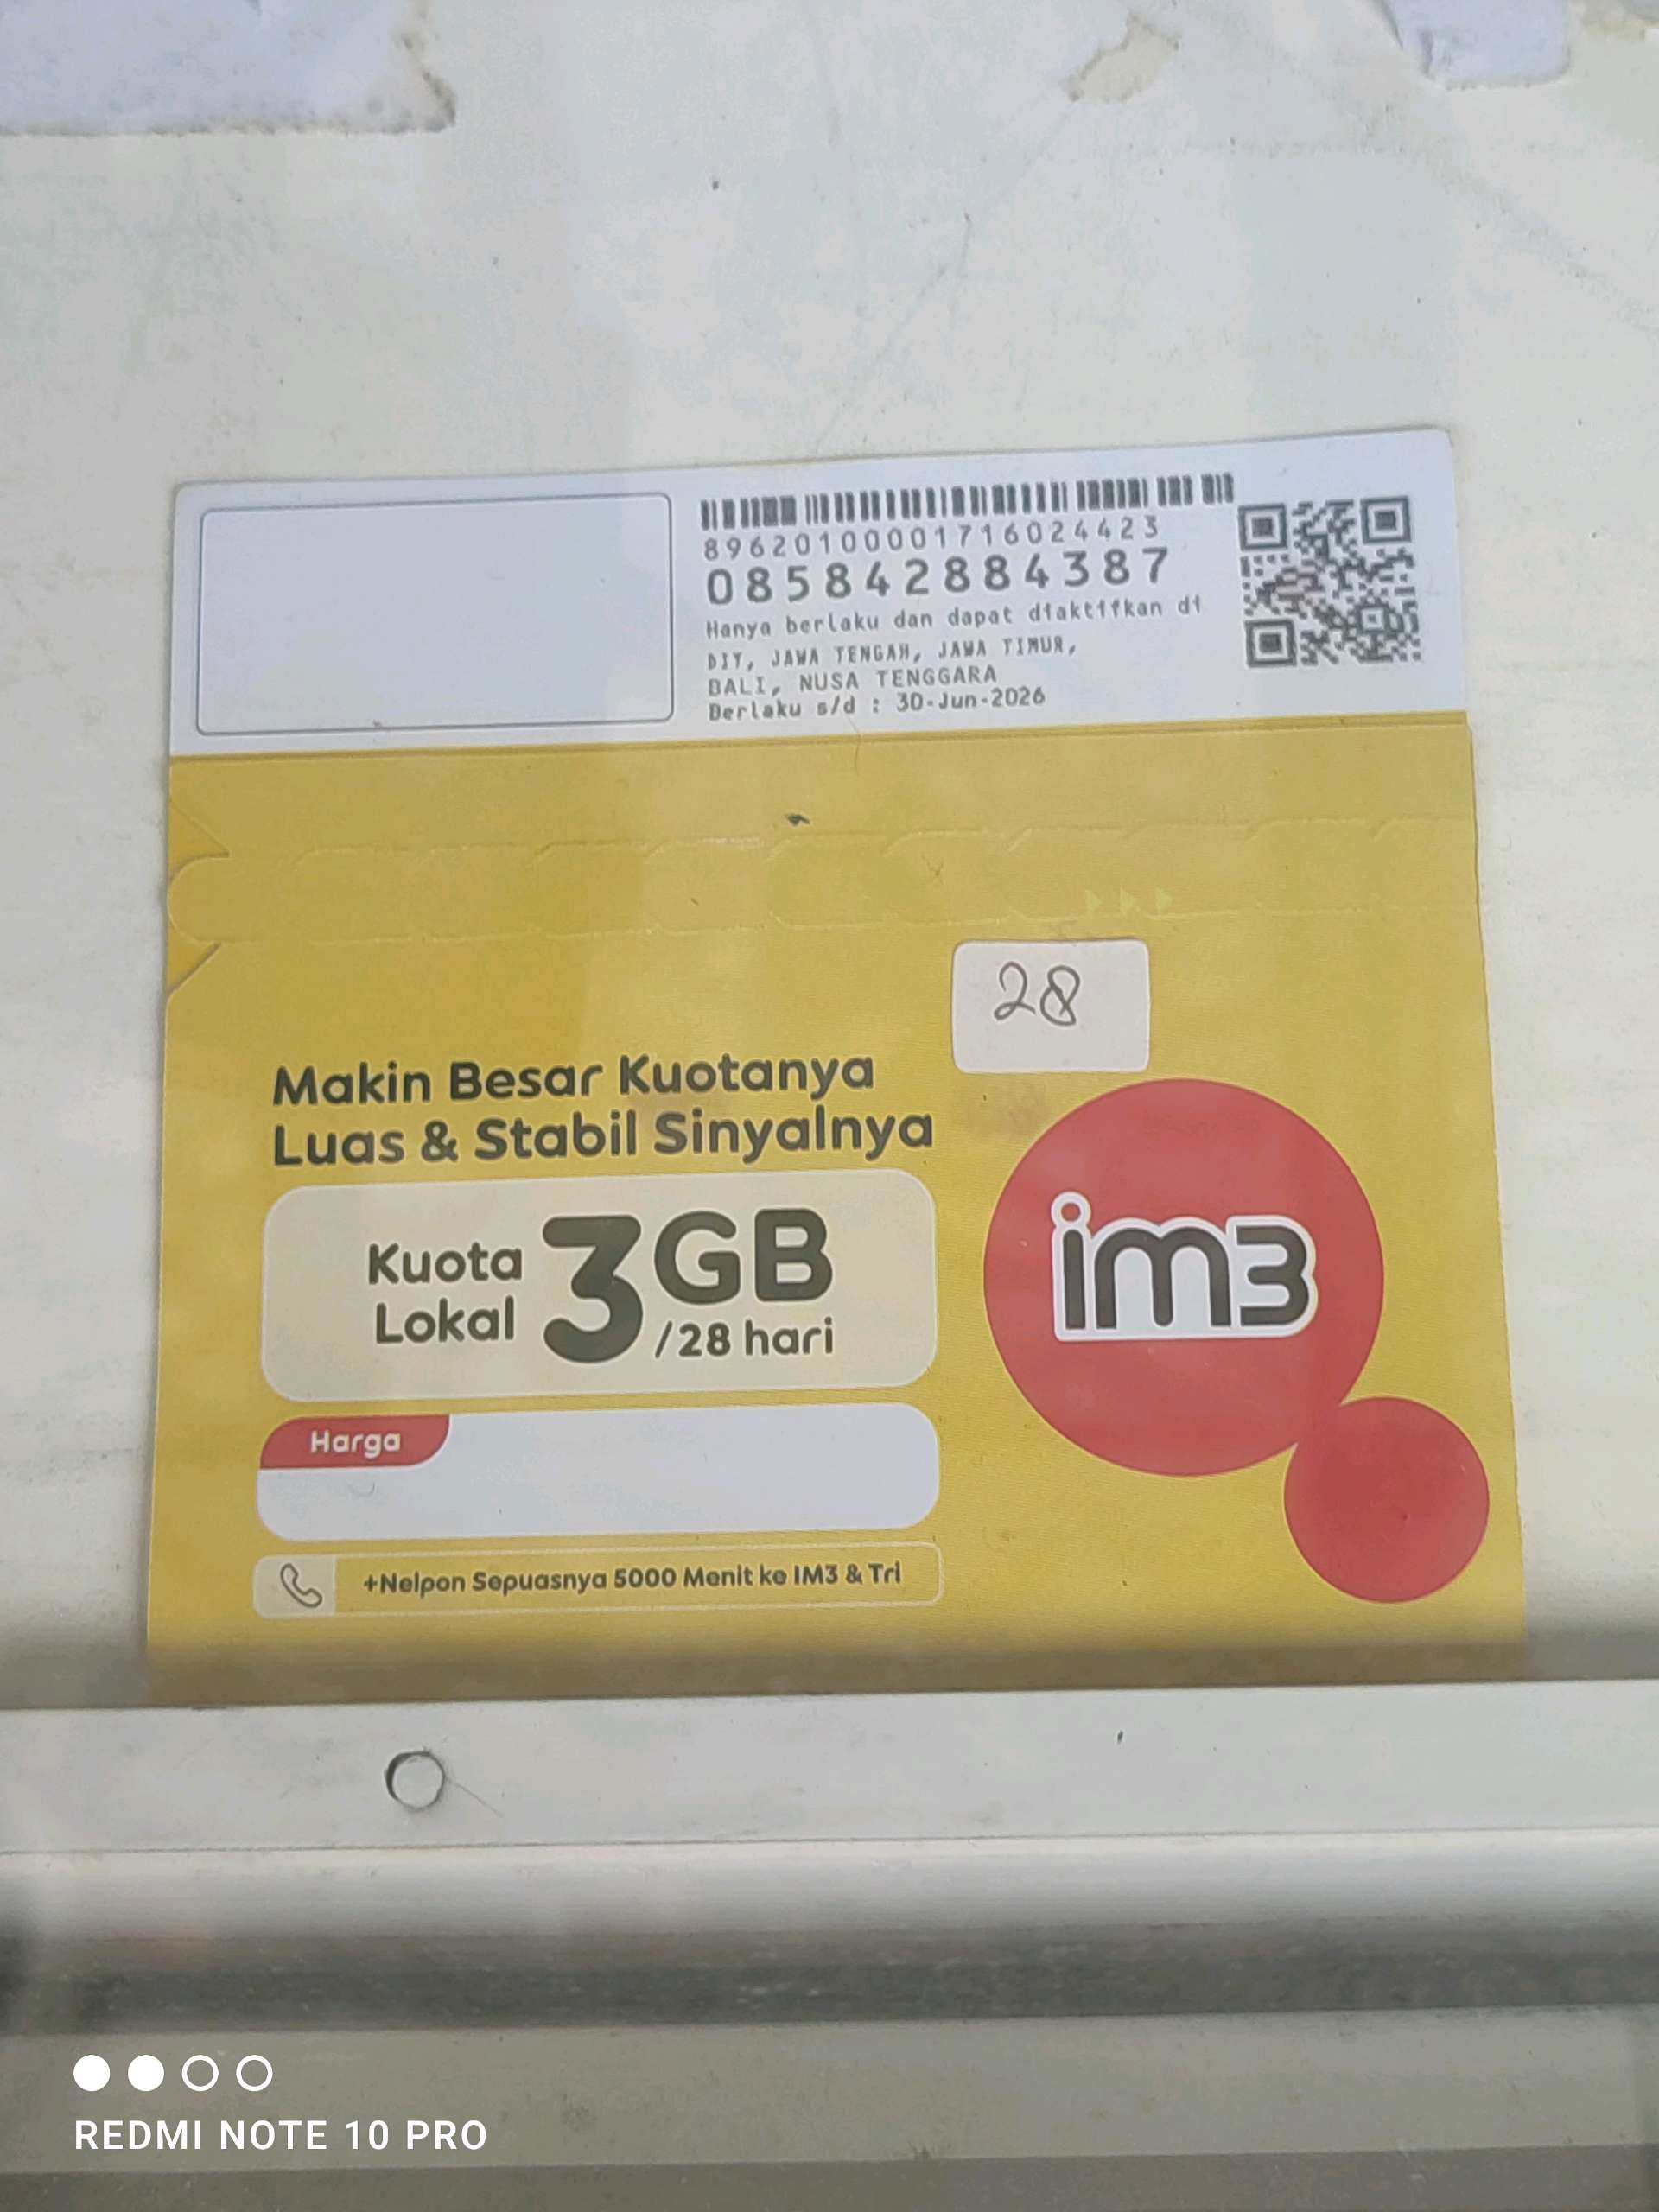 89620100001716024423
085842884387
Hanya berlaku dan dapat diaktifkan di
DIY, JAWA TENGAH, JAWA TIMUR,
BALI, NUSA TENGGARA
Berlaku s/d : 30-Jun-2026
28
Makin Besar Kuotanya
Luas & Stabil Sinyalnya
Kuota Lokal 3GB /28 hari
im3
Harga
+Nelpon Sepuasnya 5000 Menit ke IM3 & Tri
REDMI NOTE 10 PRO